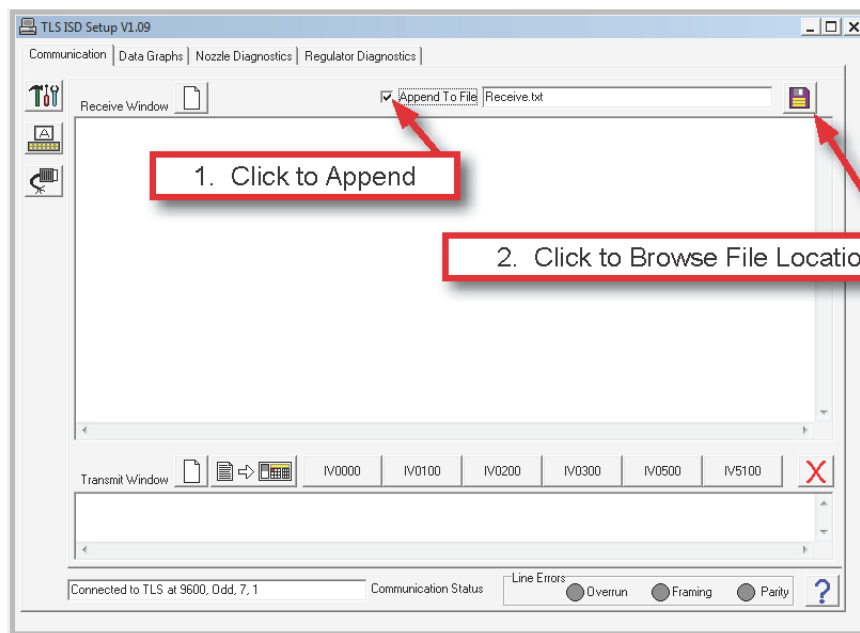 TLS ISD Setup V1.09
Communication Data Graphs Nozzle Diagnostics Regulator Diagnostics
Receive Window Append To File Receive.txt
A
1. Click to Append
2. Click to Browse File Locatio
Transmit Window IV0000 IV0100 IV0200 IV0300 IV0500 IV5100 X
Connected to TLS at 9600, Odd, 7, 1 Communication Status Line Errors Overrun Framing Parity ?